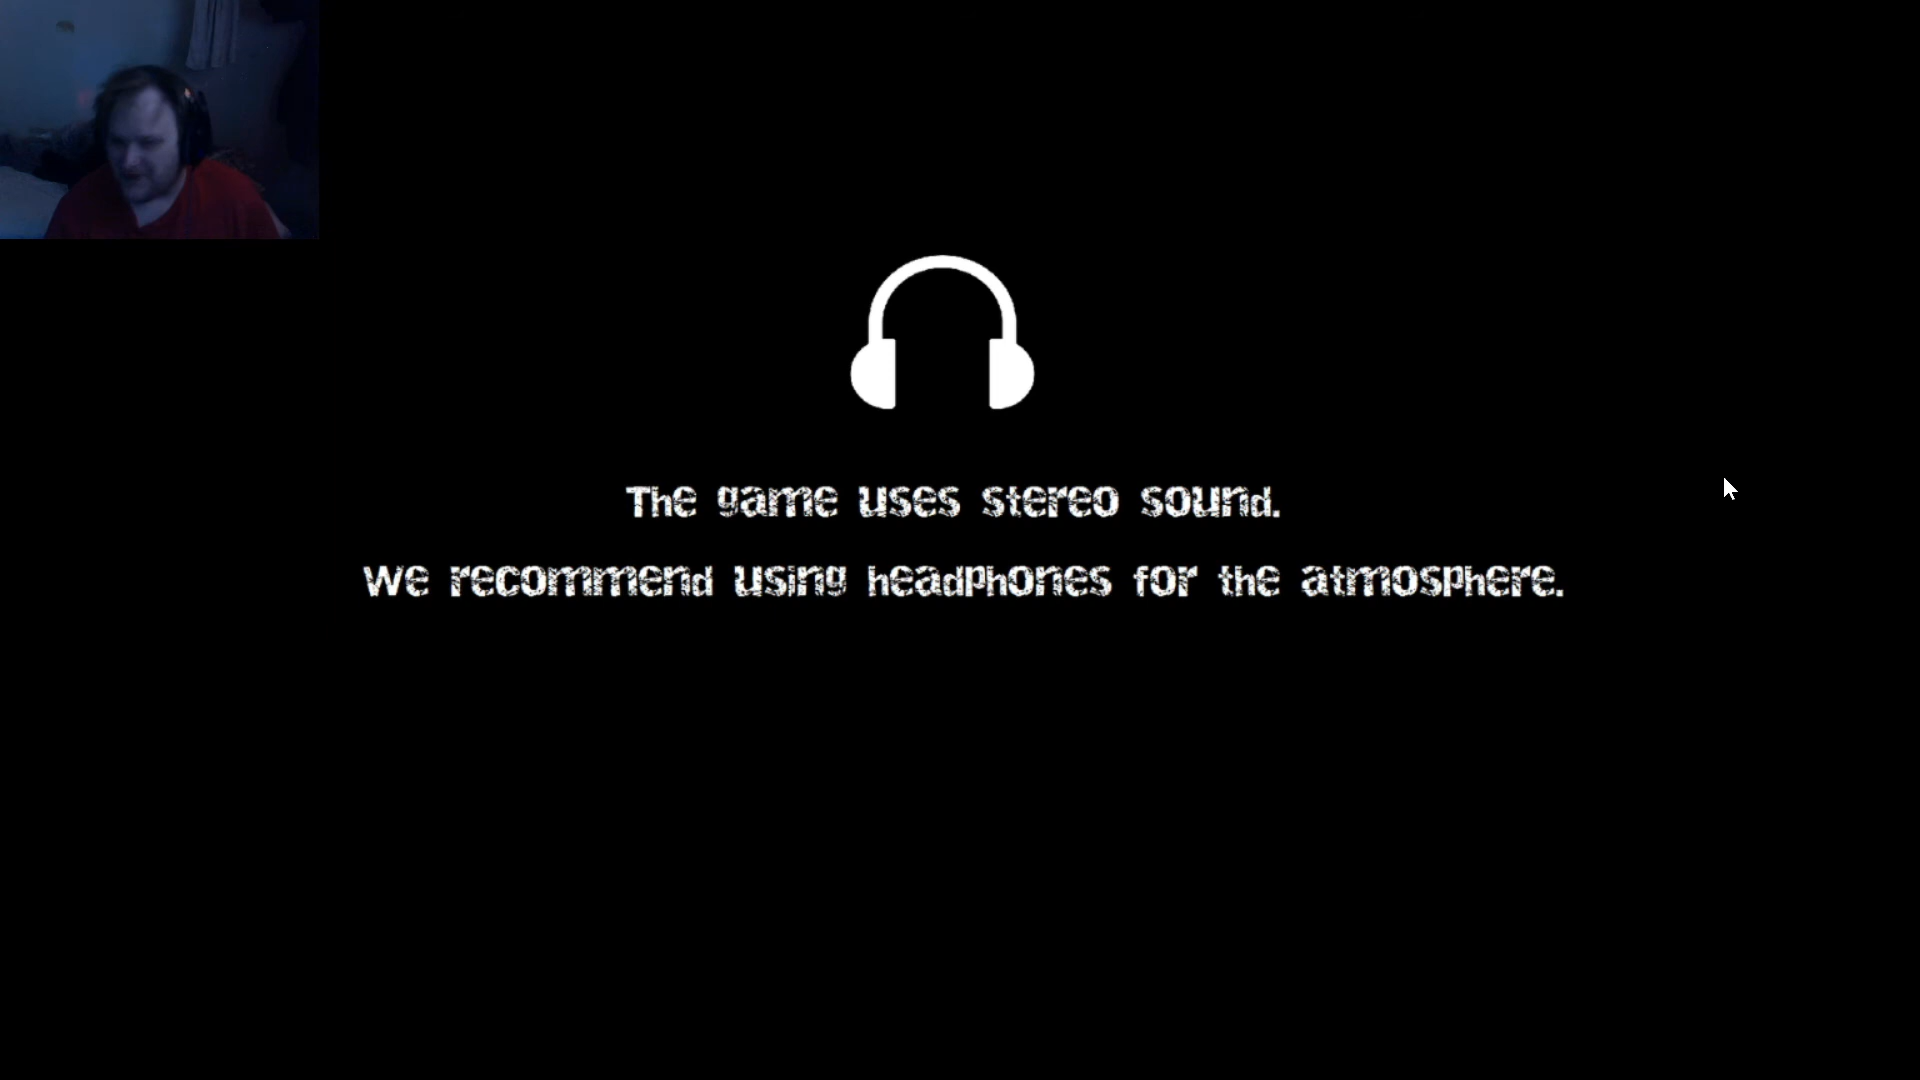 The game uses stereo sound.
We recommend using headphones for the atmosphere.